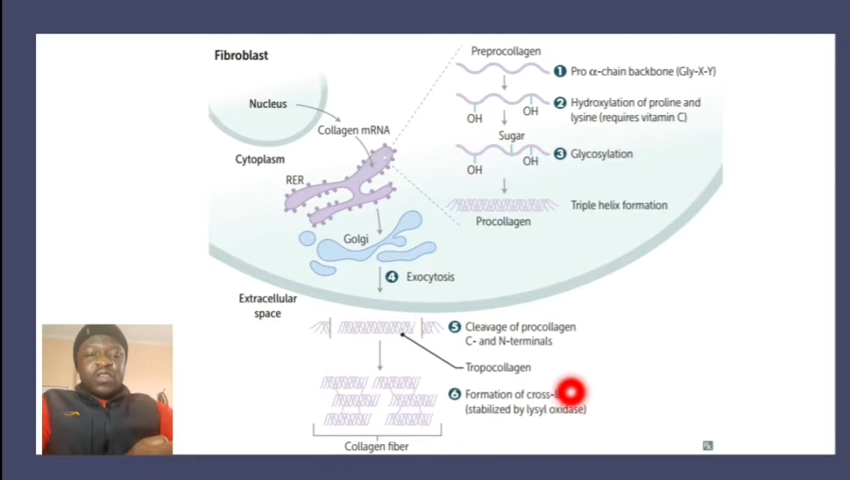 Fibroblast
Preprocollagen
1 Pro α-chain backbone (Gly-X-Y)
Nucleus
Collagen mRNA
OH
OH
2 Hydroxylation of proline and
lysine (requires vitamin C)
Sugar
Cytoplasm
OH
OH
3 Glycosylation
RER
Procollagen
Triple helix formation
Golgi
4 Exocytosis
Extracellular
space
5 Cleavage of procollagen
C- and N-terminals
Tropocollagen
6 Formation of
(stabilized by lysyl oxidase)
Collagen fiber